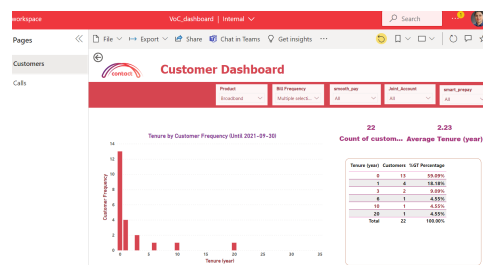 workspace
VoC_dashboard | Internal
Search
Pages
File Export Share Chat in Teams Get insights ...
Customers
Calls
contact
Customer Dashboard
Product
Broadband
Bill Frequency
Multiple selecti...
smooth_pay
All
Joint_Account
All
smart_prepay
All
22
Count of custom...
2.23
Average Tenure (year)
Tenure by Customer Frequency (Until 2021-09-30)
Customer Frequency
14
12
10
8
6
4
2
0
0 5 10 15 20 25 30 35
Tenure (year)
Tenure (year) Customers %GT Percentage
0 13 59.09%
1 4 18.18%
3 2 9.09%
6 1 4.55%
10 1 4.55%
20 1 4.55%
Total 22 100.00%